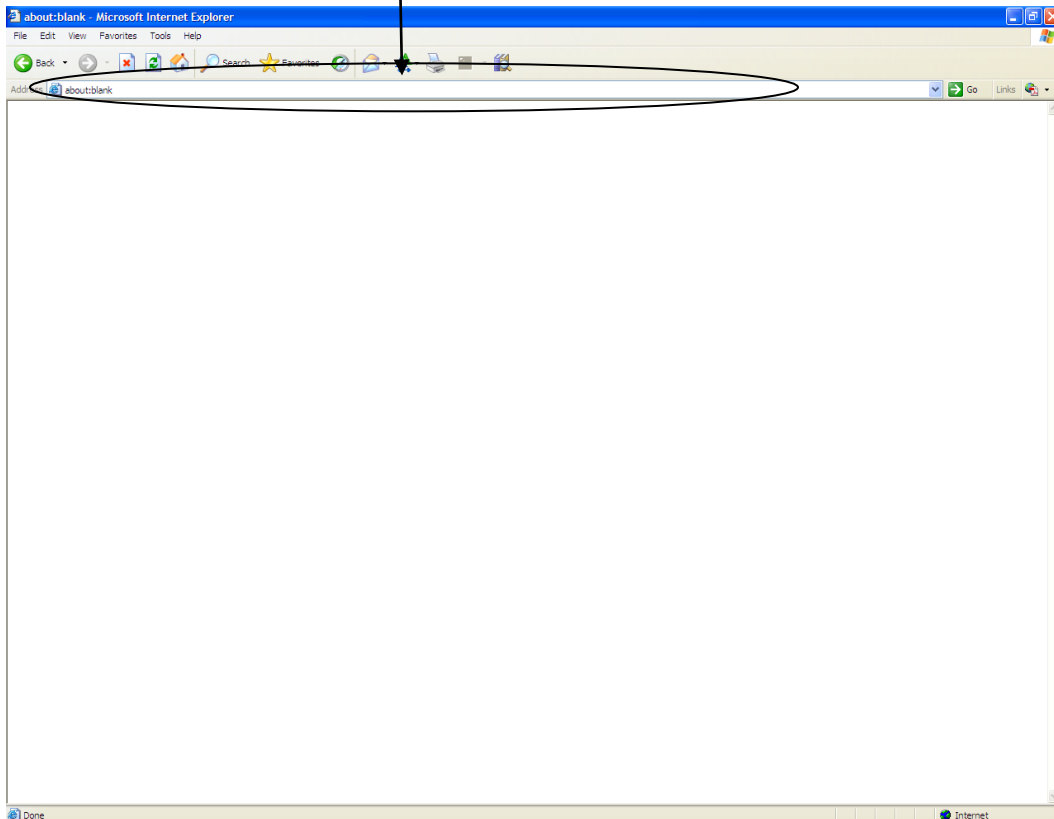 about:blank - Microsoft Internet Explorer
File Edit View Favorites Tools Help
Back Search Favorites
Address about:blank Go Links
Done Internet